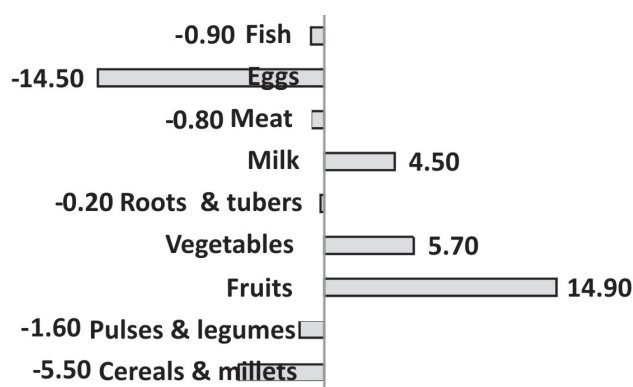 -0.90 Fish
-14.50 Eggs
-0.80 Meat
Milk 4.50
-0.20 Roots & tubers
Vegetables 5.70
Fruits 14.90
-1.60 Pulses & legumes
-5.50 Cereals & millets